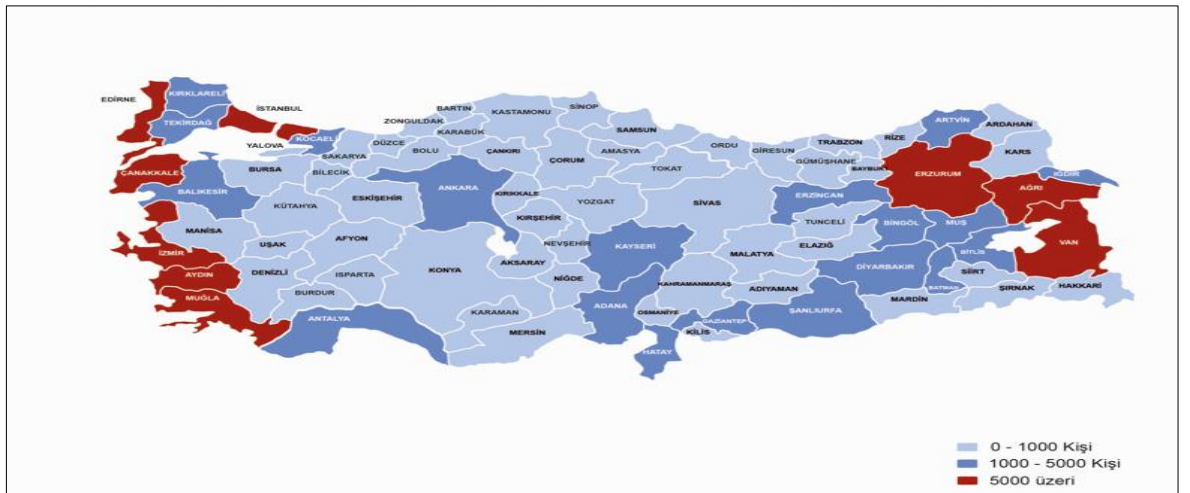 EDİRNE
KIRKLARELİ
TEKİRDAĞ
İSTANBUL
KOCAELİ
YALOVA
SAKARYA
DÜZCE
ZONGULDAK
BARTIN
KARABÜK
KASTAMONU
SİNOP
SAMSUN
ORDU
GİRESUN
TRABZON
RİZE
ARTVİN
ARDAHAN
KARS
IĞDIR
ÇANAKKALE
BALIKESİR
BURSA
BİLECİK
BOLU
ÇANKIRI
ÇORUM
AMASYA
TOKAT
GÜMÜŞHANE
BAYBURT
ERZURUM
AĞRI
KÜTAHYA
ESKİŞEHİR
ANKARA
KIRIKKALE
YOZGAT
SİVAS
ERZİNCAN
TUNCELİ
BİNGÖL
MUŞ
VAN
MANİSA
UŞAK
AFYON
KIRŞEHİR
NEVŞEHİR
KAYSERİ
MALATYA
ELAZIĞ
BİTLİS
İZMİR
AYDIN
DENİZLİ
ISPARTA
KONYA
AKSARAY
NİĞDE
KAHRAMANMARAŞ
ADIYAMAN
DİYARBAKIR
BATMAN
SİİRT
ŞIRNAK
HAKKARİ
MUĞLA
BURDUR
ANTALYA
KARAMAN
MERSİN
ADANA
OSMANİYE
GAZİANTEP
KİLİS
ŞANLIURFA
MARDİN
HATAY
0 - 1000 Kişi
1000 - 5000 Kişi
5000 üzeri